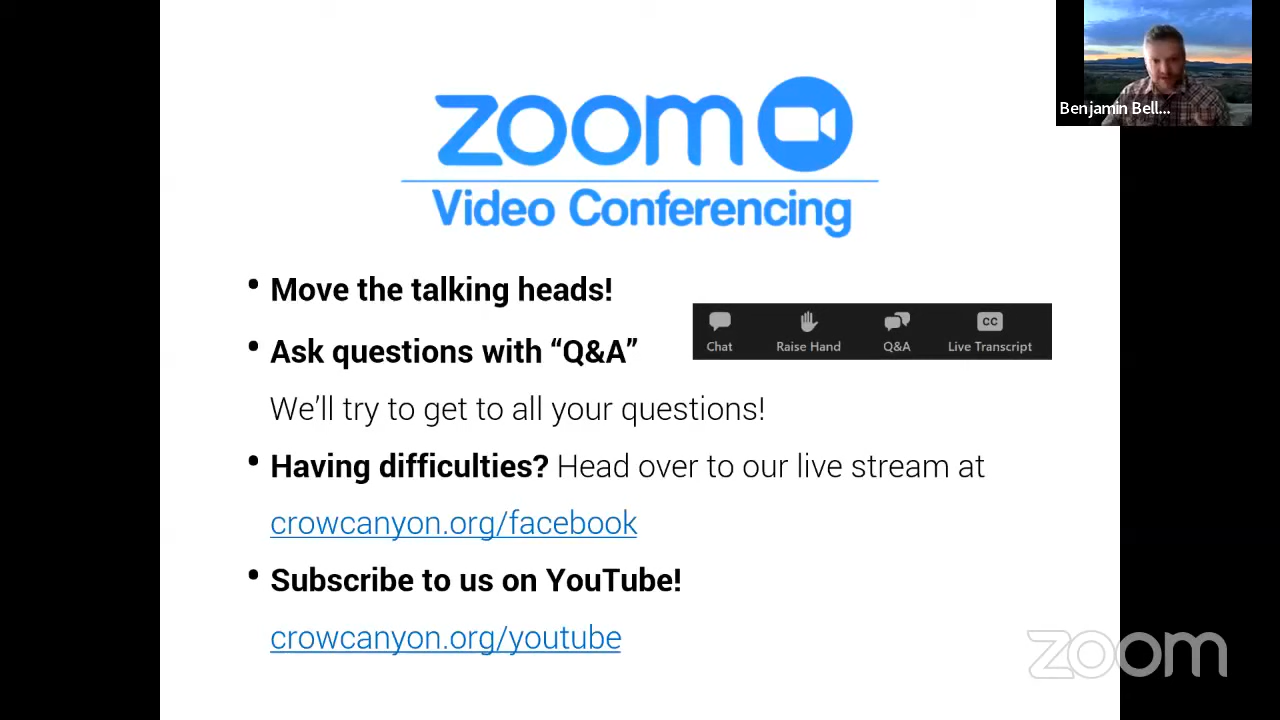 zoom
Video Conferencing
Benjamin Bell...
• Move the talking heads!
• Ask questions with “Q&A”
Chat Raise Hand Q&A CC Live Transcript
We’ll try to get to all your questions!
• Having difficulties? Head over to our live stream at
crowcanyon.org/facebook
• Subscribe to us on YouTube!
crowcanyon.org/youtube
zoom